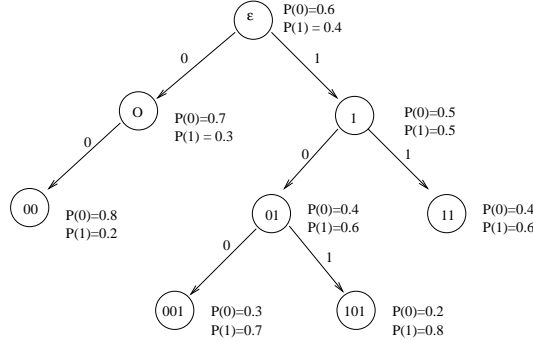 ε
P(0)=0.6
P(1) = 0.4
0
1
O
P(0)=0.7
P(1) = 0.3
1
P(0)=0.5
P(1)=0.5
0
0
1
00
P(0)=0.8
P(1)=0.2
01
P(0)=0.4
P(1)=0.6
11
P(0)=0.4
P(1)=0.6
0
1
001
P(0)=0.3
P(1)=0.7
101
P(0)=0.2
P(1)=0.8